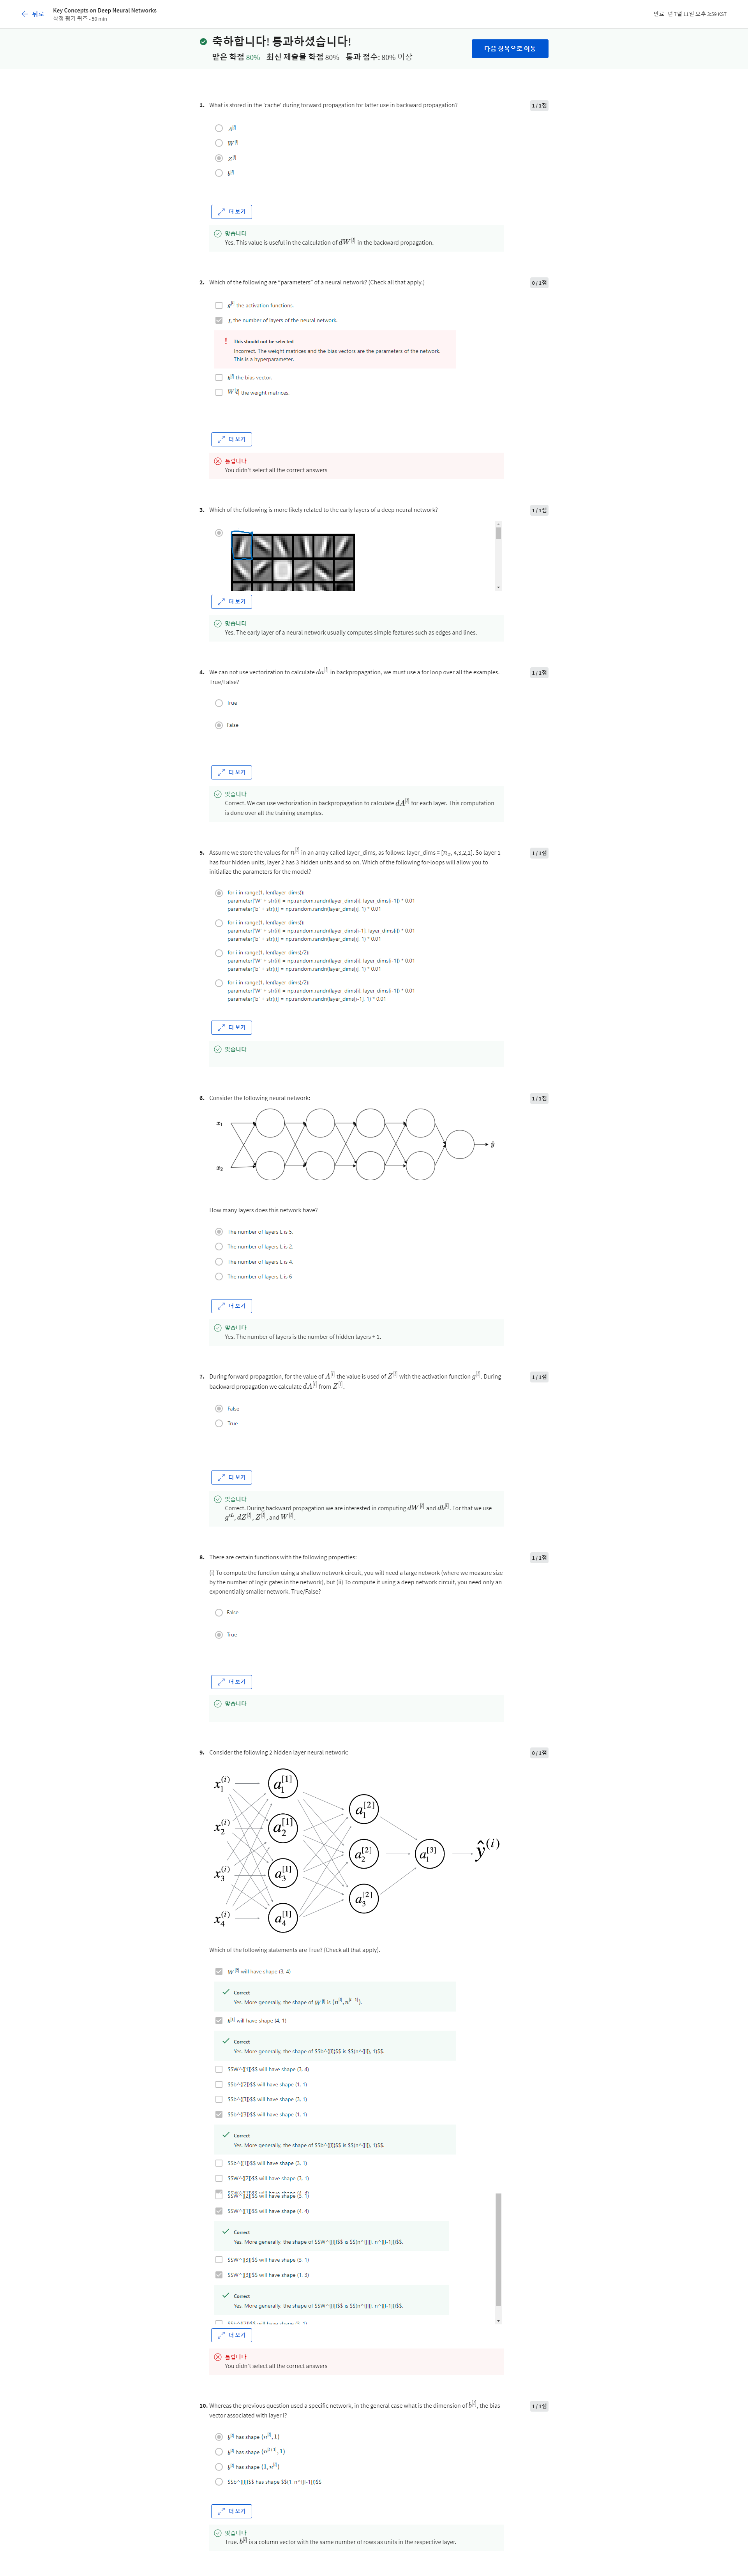 뒤로
Key Concepts on Deep Neural Networks
학점 평가 퀴즈 • 50 min
만료 년 7월 11일 오후 3:59 KST
축하합니다! 통과하셨습니다!
받은 학점 80% 최신 제출물 학점 80% 통과 점수: 80% 이상
다음 항목으로 이동
1. What is stored in the 'cache' during forward propagation for latter use in backward propagation?
1 / 1점
A^[l]
W^[l]
Z^[l]
b^[l]
더 보기
맞습니다
Yes. This value is useful in the calculation of dW^[l] in the backward propagation.
2. Which of the following are "parameters" of a neural network? (Check all that apply.)
0 / 1점
g^[l] the activation functions.
L the number of layers of the neural network.
This should not be selected
Incorrect. The weight matrices and the bias vectors are the parameters of the network.
This is a hyperparameter.
b^[l] the bias vector.
W^[l] the weight matrices.
더 보기
틀립니다
You didn't select all the correct answers
3. Which of the following is more likely related to the early layers of a deep neural network?
1 / 1점
더 보기
맞습니다
Yes. The early layer of a neural network usually computes simple features such as edges and lines.
4. We can not use vectorization to calculate da^[l] in backpropagation, we must use a for loop over all the examples.
True/False?
1 / 1점
True
False
더 보기
맞습니다
Correct. We can use vectorization in backpropagation to calculate dA^[l] for each layer. This computation
is done over all the training examples.
5. Assume we store the values for n^[l] in an array called layer_dims, as follows: layer_dims = [n_x, 4,3,2,1]. So layer 1
has four hidden units, layer 2 has 3 hidden units and so on. Which of the following for-loops will allow you to
initialize the parameters for the model?
1 / 1점
for i in range(1, len(layer_dims)):
parameter['W' + str(i)] = np.random.randn(layer_dims[i], layer_dims[i-1]) * 0.01
parameter['b' + str(i)] = np.random.randn(layer_dims[i], 1) * 0.01
for i in range(1, len(layer_dims)):
parameter['W' + str(i)] = np.random.randn(layer_dims[i-1], layer_dims[i]) * 0.01
parameter['b' + str(i)] = np.random.randn(layer_dims[i], 1) * 0.01
for i in range(1, len(layer_dims)/2):
parameter['W' + str(i)] = np.random.randn(layer_dims[i], layer_dims[i-1]) * 0.01
parameter['b' + str(i)] = np.random.randn(layer_dims[i], 1) * 0.01
for i in range(1, len(layer_dims)/2):
parameter['W' + str(i)] = np.random.randn(layer_dims[i], layer_dims[i-1]) * 0.01
parameter['b' + str(i)] = np.random.randn(layer_dims[i-1], 1) * 0.01
더 보기
맞습니다
6. Consider the following neural network:
1 / 1점
x_1
ŷ
x_2
How many layers does this network have?
The number of layers L is 5.
The number of layers L is 2.
The number of layers L is 4.
The number of layers L is 6
더 보기
맞습니다
Yes. The number of layers is the number of hidden layers + 1.
7. During forward propagation, for the value of A^[l] the value is used of Z^[l] with the activation function g^[l]. During
backward propagation we calculate dA^[l] from Z^[l].
1 / 1점
False
True
더 보기
맞습니다
Correct. During backward propagation we are interested in computing dW^[l] and db^[l]. For that we use
g'^L, dZ^[l], Z^[l], and W^[l].
8. There are certain functions with the following properties:
1 / 1점
(i) To compute the function using a shallow network circuit, you will need a large network (where we measure size
by the number of logic gates in the network), but (ii) To compute it using a deep network circuit, you need only an
exponentially smaller network. True/False?
False
True
더 보기
맞습니다
9. Consider the following 2 hidden layer neural network:
0 / 1점
x_1^(i) a_1^[1]
a_1^[2]
x_2^(i) a_2^[1]
a_2^[2] a_1^[3] ŷ^(i)
x_3^(i) a_3^[1]
a_3^[2]
x_4^(i) a_4^[1]
Which of the following statements are True? (Check all that apply).
W^[2] will have shape (3, 4)
Correct
Yes. More generally, the shape of W^[l] is (n^[l], n^[l-1]).
b^[1] will have shape (4, 1)
Correct
Yes. More generally, the shape of $$b^{[l]}$$ is $$(n^{[l]}, 1)$$.
$$W^{[1]}$$ will have shape (3, 4)
$$b^{[2]}$$ will have shape (1, 1)
$$b^{[3]}$$ will have shape (3, 1)
$$b^{[3]}$$ will have shape (1, 1)
Correct
Yes. More generally, the shape of $$b^{[l]}$$ is $$(n^{[l]}, 1)$$.
$$b^{[1]}$$ will have shape (3, 1)
$$W^{[2]}$$ will have shape (3, 1)
$$W^{[2]}$$ will have shape (3, 1)
$$W^{[1]}$$ will have shape (4, 4)
Correct
Yes. More generally, the shape of $$W^{[l]}$$ is $$(n^{[l]}, n^{[l-1]})$$.
$$W^{[3]}$$ will have shape (3, 1)
$$W^{[3]}$$ will have shape (1, 3)
Correct
Yes. More generally, the shape of $$W^{[l]}$$ is $$(n^{[l]}, n^{[l-1]})$$.
$$b^{[2]}$$ will have shape (3, 1)
더 보기
틀립니다
You didn't select all the correct answers
10. Whereas the previous question used a specific network, in the general case what is the dimension of b^[l], the bias
vector associated with layer l?
1 / 1점
b^[l] has shape (n^[l], 1)
b^[l] has shape (n^[l+1], 1)
b^[l] has shape (1, n^[l])
$$b^{[l]}$$ has shape $$(1, n^{[l-1]})$$
더 보기
맞습니다
True. b^[l] is a column vector with the same number of rows as units in the respective layer.